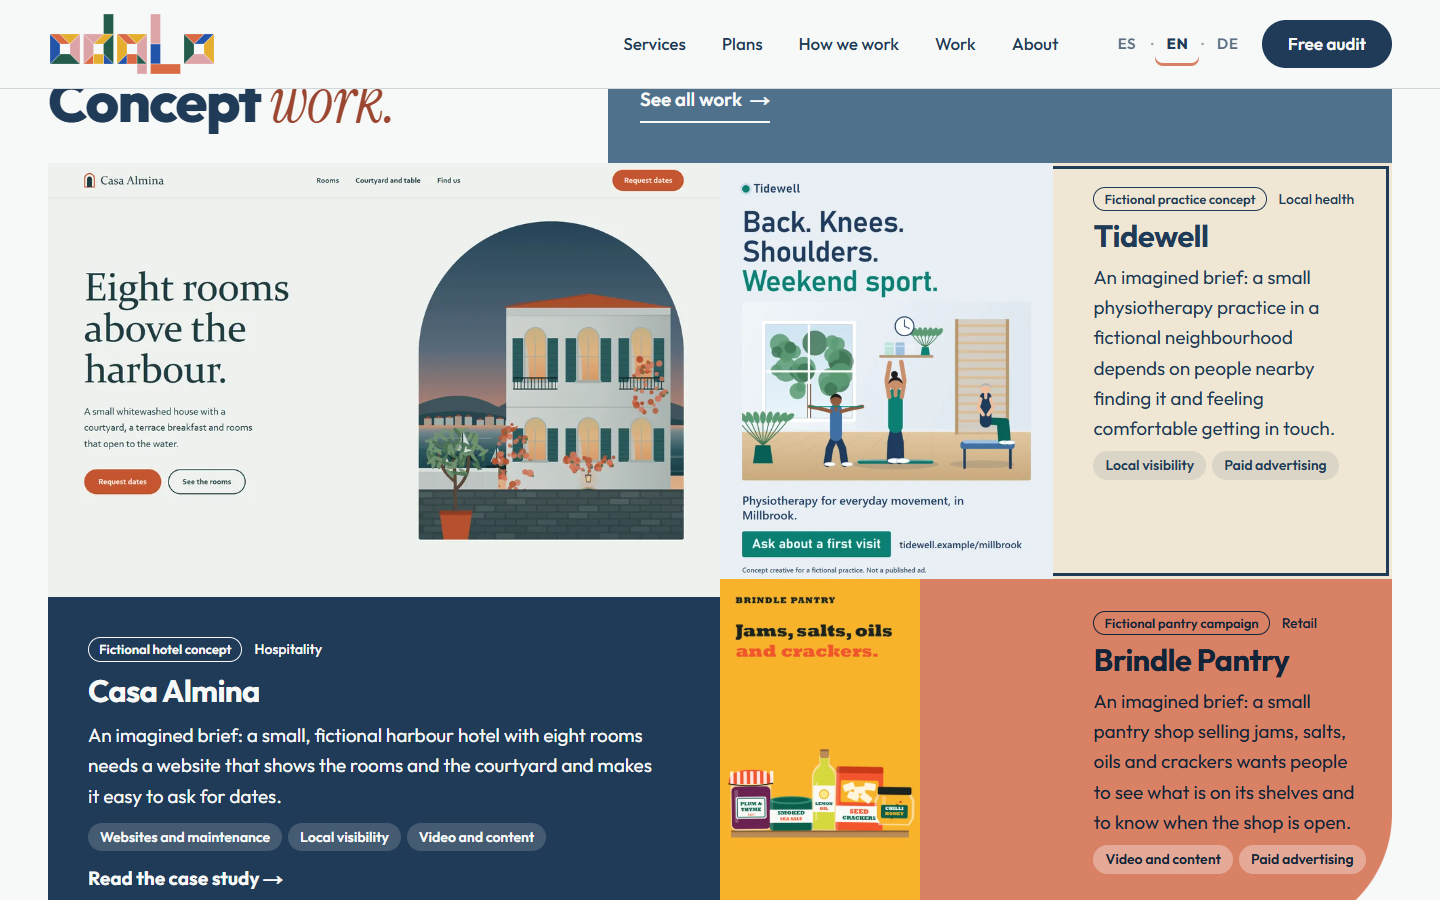 adalo
Services
Plans
How we work
Work
About
ES · EN · DE
Free audit
Concept work.
See all work →
Casa Almina
Rooms
Courtyard and table
Find us
Request dates
Eight rooms
above the
harbour.
A small whitewashed house with a
courtyard, a terrace breakfast and rooms
that open to the water.
Request dates
See the rooms
Fictional hotel concept
Hospitality
Casa Almina
An imagined brief: a small, fictional harbour hotel with eight rooms
needs a website that shows the rooms and the courtyard and makes
it easy to ask for dates.
Websites and maintenance
Local visibility
Video and content
Read the case study →
Tidewell
Back. Knees.
Shoulders.
Weekend sport.
Physiotherapy for everyday movement, in
Millbrook.
Ask about a first visit
tidewell.example/millbrook
Concept creative for a fictional practice. Not a published ad.
Fictional practice concept
Local health
Tidewell
An imagined brief: a small
physiotherapy practice in a
fictional neighbourhood
depends on people nearby
finding it and feeling
comfortable getting in touch.
Local visibility
Paid advertising
BRINDLE PANTRY
Jams, salts, oils
and crackers.
PLUM &
THYME
SMOKED
SEA SALT
LEMON
OIL
SEED
CRACKERS
CHILLI
HONEY
Fictional pantry campaign
Retail
Brindle Pantry
An imagined brief: a small
pantry shop selling jams, salts,
oils and crackers wants people
to see what is on its shelves and
to know when the shop is open.
Video and content
Paid advertising